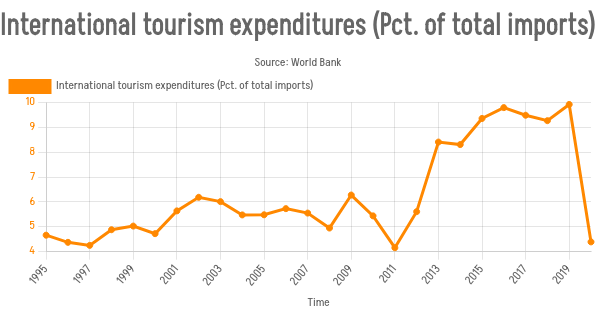 International tourism expenditures (Pct. of total imports)
Source: World Bank
International tourism expenditures (Pct. of total imports)
10
9
8
7
6
5
4
1995 1997 1999 2001 2003 2005 2007 2009 2011 2013 2015 2017 2019
Time